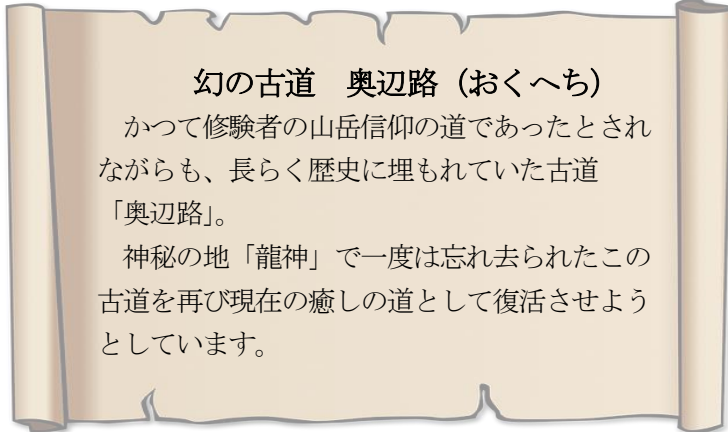 幻の古道　奥辺路（おくへち）
　かつて修験者の山岳信仰の道であったとされ
ながらも、長らく歴史に埋もれていた古道
「奥辺路」。
　神秘の地「龍神」で一度は忘れ去られたこの
古道を再び現在の癒しの道として復活させよう
としています。